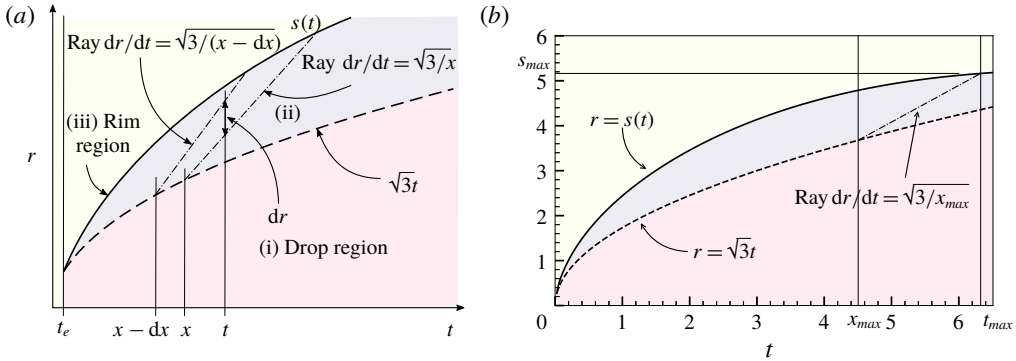 (a)
s(t)
Ray dr/dt = √3/(x − dx)
Ray dr/dt = √3/x
(ii)
(iii) Rim
region
r
√3t
dr
(i) Drop region
t_e
x − dx
x
t
t
(b)
6
s_max
5
4
3
2
1
0
r = s(t)
Ray dr/dt = √3/x_max
r = √3t
1
2
3
4
x_max
5
6
t_max
t